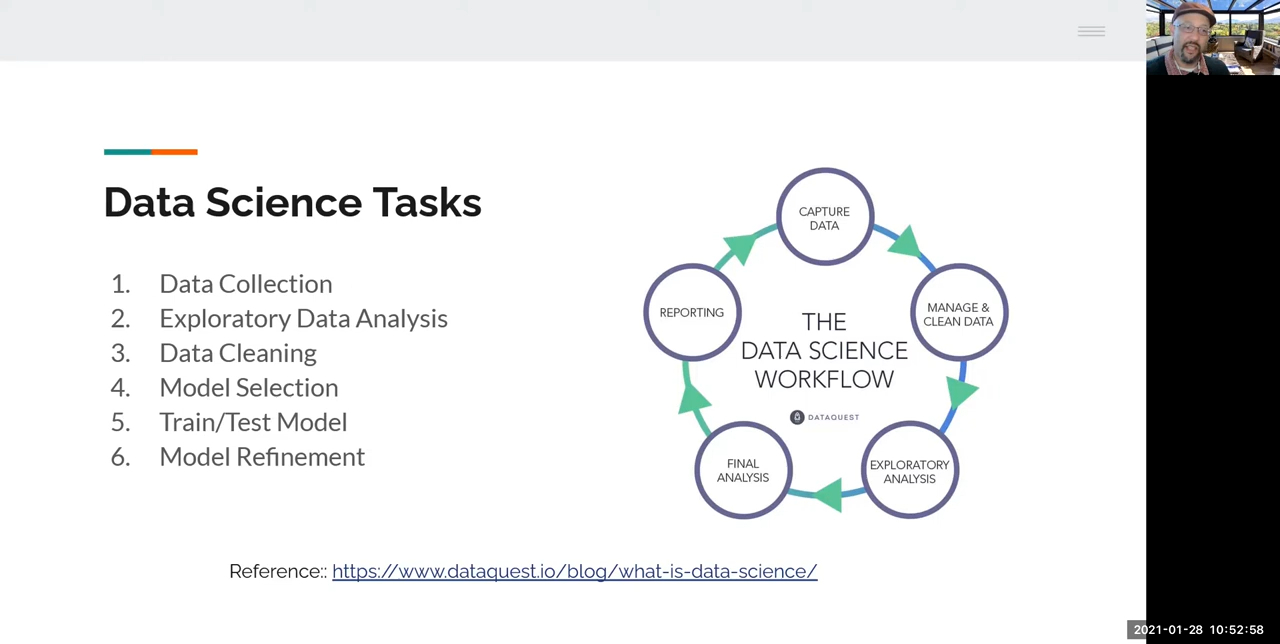 Data Science Tasks
1. Data Collection
2. Exploratory Data Analysis
3. Data Cleaning
4. Model Selection
5. Train/Test Model
6. Model Refinement
CAPTURE
DATA
MANAGE &
CLEAN DATA
EXPLORATORY
ANALYSIS
FINAL
ANALYSIS
REPORTING
THE
DATA SCIENCE
WORKFLOW
DATAQUEST
Reference:: https://www.dataquest.io/blog/what-is-data-science/
2021-01-28 10:52:58